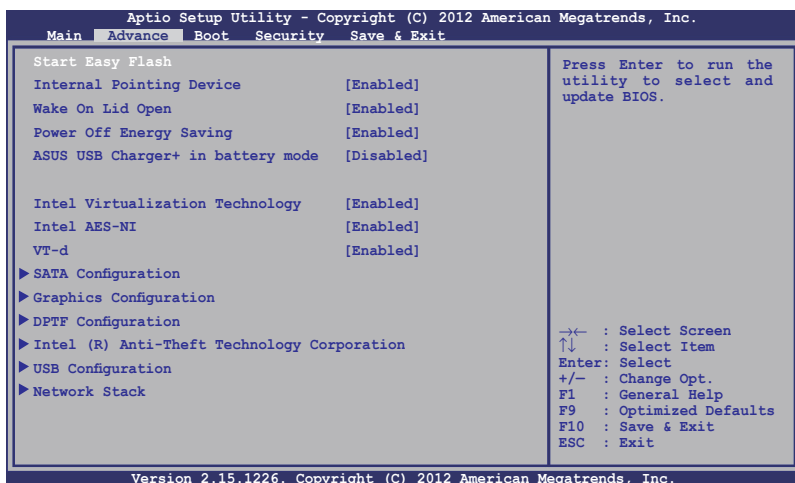 Aptio Setup Utility - Copyright (C) 2012 American Megatrends, Inc.
Main Advance Boot Security Save & Exit
Start Easy Flash
Internal Pointing Device [Enabled]
Wake On Lid Open [Enabled]
Power Off Energy Saving [Enabled]
ASUS USB Charger+ in battery mode [Disabled]
Intel Virtualization Technology [Enabled]
Intel AES-NI [Enabled]
VT-d [Enabled]
SATA Configuration
Graphics Configuration
DPTF Configuration
Intel (R) Anti-Theft Technology Corporation
USB Configuration
Network Stack
Press Enter to run the
utility to select and
update BIOS.
→← : Select Screen
↑↓ : Select Item
Enter: Select
+/— : Change Opt.
F1 : General Help
F9 : Optimized Defaults
F10 : Save & Exit
ESC : Exit
Version 2.15.1226. Copyright (C) 2012 American Megatrends, Inc.